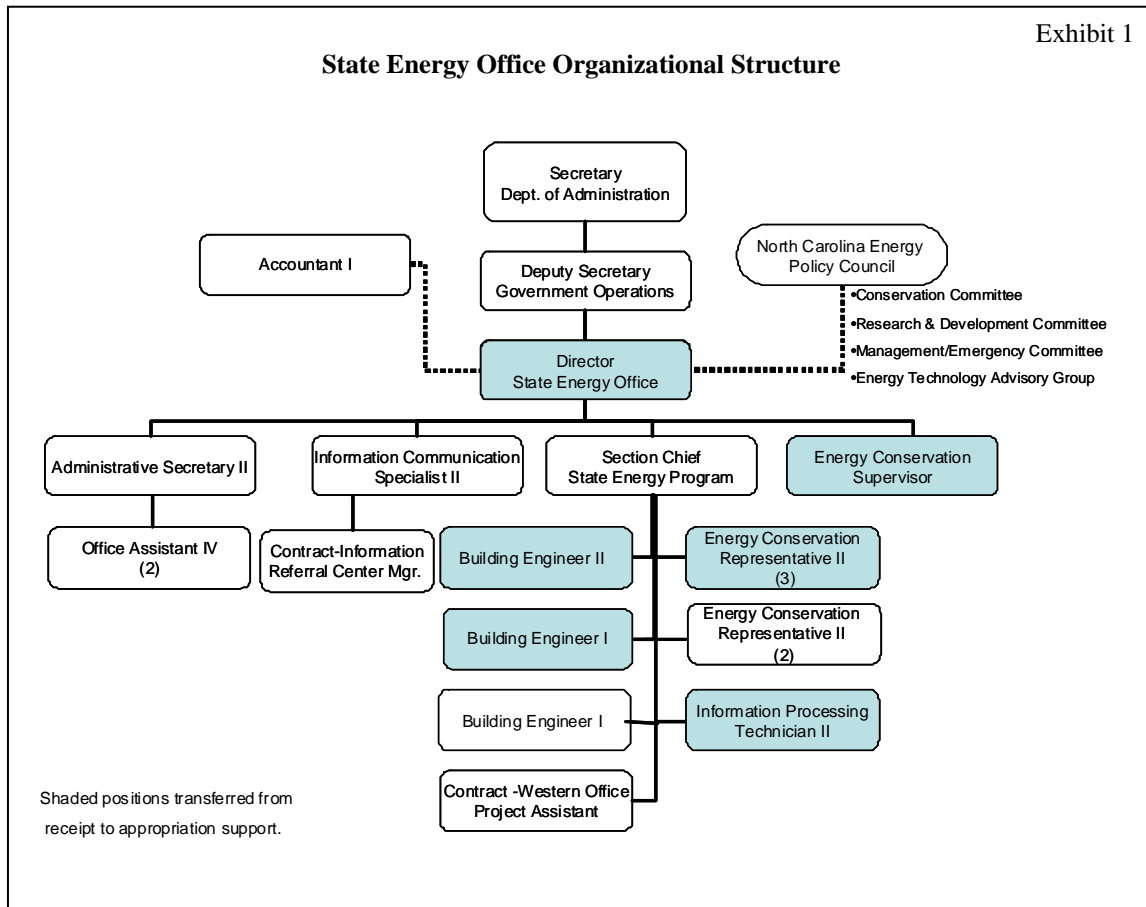 Exhibit 1
State Energy Office Organizational Structure
Secretary
Dept. of Administration
Accountant I
Deputy Secretary
Government Operations
North Carolina Energy
Policy Council
•Conservation Committee
•Research & Development Committee
•Management/Emergency Committee
•Energy Technology Advisory Group
Director
State Energy Office
Administrative Secretary II
Information Communication
Specialist II
Section Chief
State Energy Program
Energy Conservation
Supervisor
Office Assistant IV
(2)
Contract-Information
Referral Center Mgr.
Building Engineer II
Energy Conservation
Representative II
(3)
Building Engineer I
Energy Conservation
Representative II
(2)
Building Engineer I
Information Processing
Technician II
Contract -Western Office
Project Assistant
Shaded positions transferred from
receipt to appropriation support.